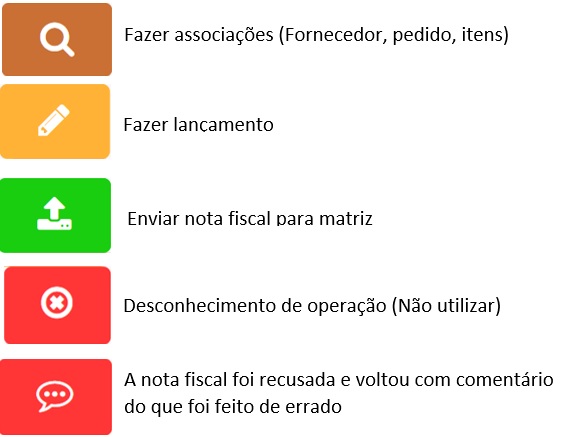 Fazer associações (Fornecedor, pedido, itens)
Fazer lancamento
Enviar nota fiscal para matriz
Desconhecimento de operação (Não utilizar)
A nota fiscal foi recusada e voltou com comentário
do que foi feito de errado